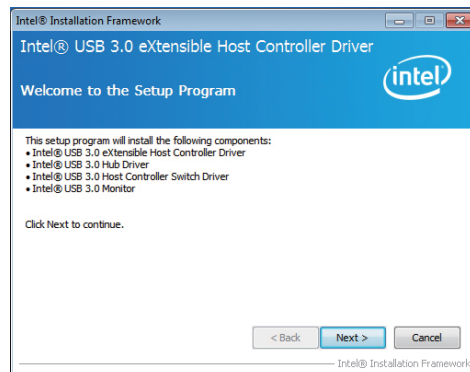 Intel® Installation Framework
Intel® USB 3.0 eXtensible Host Controller Driver
intel
Welcome to the Setup Program
This setup program will install the following components:
• Intel® USB 3.0 eXtensible Host Controller Driver
• Intel® USB 3.0 Hub Driver
• Intel® USB 3.0 Host Controller Switch Driver
• Intel® USB 3.0 Monitor
Click Next to continue.
< Back Next > Cancel
Intel® Installation Framework